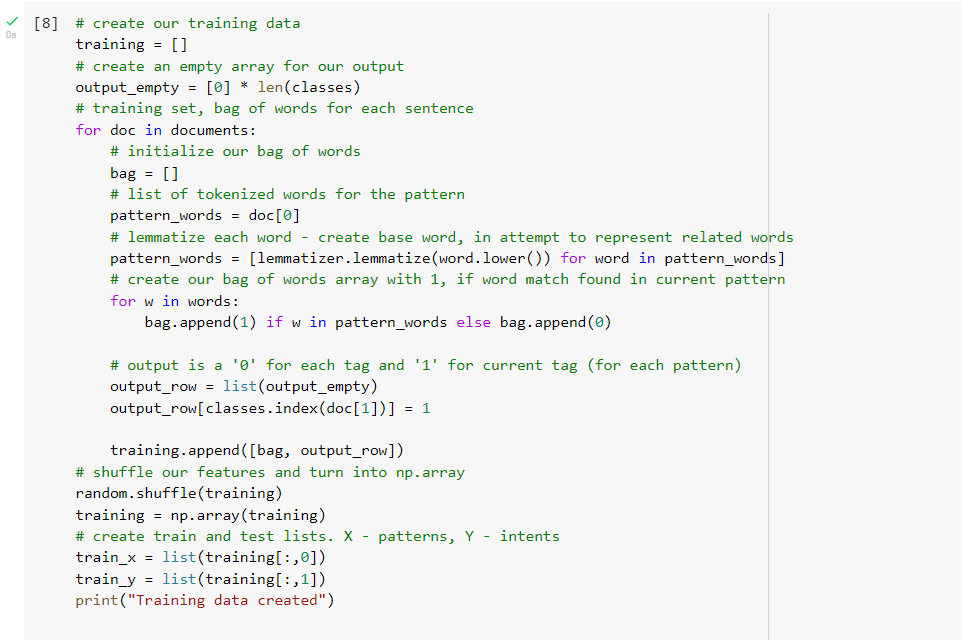 [8] # create our training data
training = []
# create an empty array for our output
output_empty = [0] * len(classes)
# training set, bag of words for each sentence
for doc in documents:
    # initialize our bag of words
    bag = []
    # list of tokenized words for the pattern
    pattern_words = doc[0]
    # lemmatize each word - create base word, in attempt to represent related words
    pattern_words = [lemmatizer.lemmatize(word.lower()) for word in pattern_words]
    # create our bag of words array with 1, if word match found in current pattern
    for w in words:
        bag.append(1) if w in pattern_words else bag.append(0)

    # output is a '0' for each tag and '1' for current tag (for each pattern)
    output_row = list(output_empty)
    output_row[classes.index(doc[1])] = 1

    training.append([bag, output_row])
# shuffle our features and turn into np.array
random.shuffle(training)
training = np.array(training)
# create train and test lists. X - patterns, Y - intents
train_x = list(training[:,0])
train_y = list(training[:,1])
print("Training data created")
0s